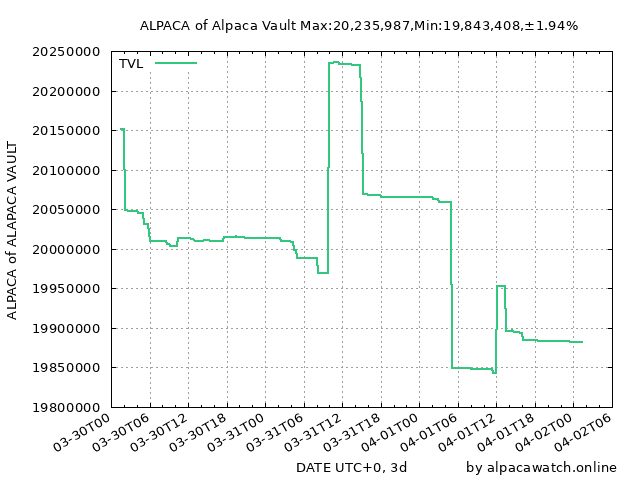 ALPACA of Alpaca Vault Max:20,235,987,Min:19,843,408,±1.94%
TVL
20250000
20200000
20150000
20100000
20050000
20000000
19950000
19900000
19850000
19800000
ALPACA of ALAPACA VAULT
03-30T00
03-30T06
03-30T12
03-30T18
03-31T00
03-31T06
03-31T12
03-31T18
04-01T00
04-01T06
04-01T12
04-01T18
04-02T00
04-02T06
DATE UTC+0, 3d
by alpacawatch.online